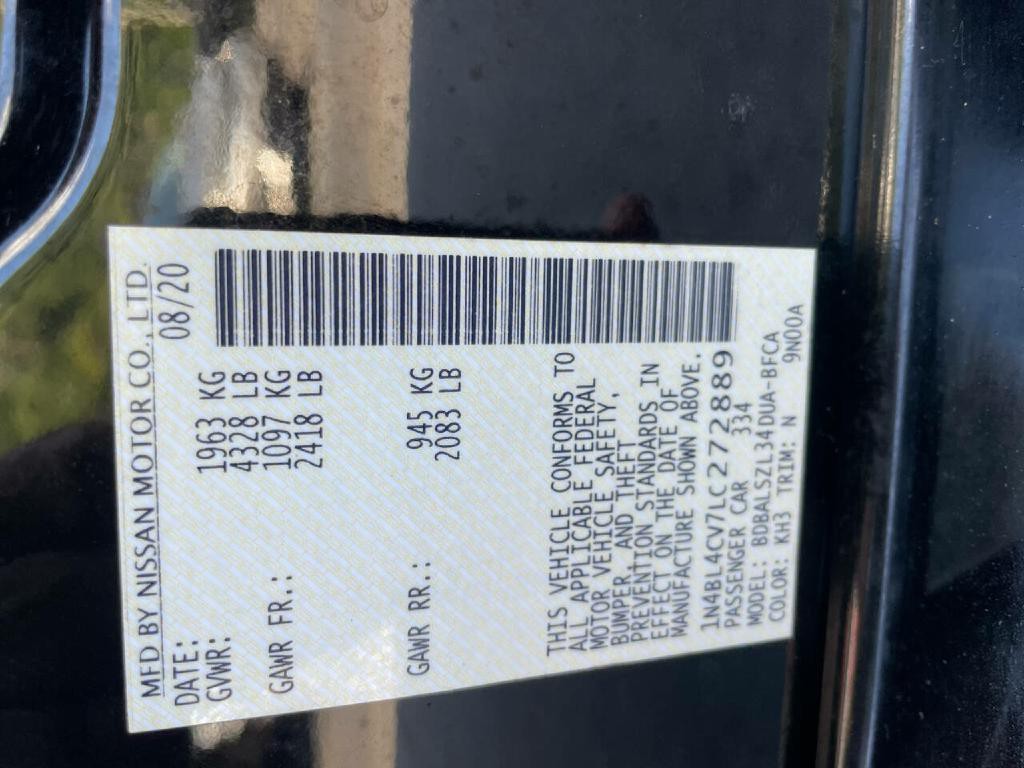 MFD BY NISSAN MOTOR CO., LTD.
DATE: 08/20
GVWR: 1963 KG
4328 LB
GAWR FR.: 1097 KG
2418 LB
GAWR RR.: 945 KG
2083 LB
THIS VEHICLE CONFORMS TO
ALL APPLICABLE FEDERAL
MOTOR VEHICLE SAFETY,
BUMPER, AND THEFT
PREVENTION STANDARDS IN
EFFECT ON THE DATE OF
MANUFACTURE SHOWN ABOVE.
1N4BL4CV7LC272889
PASSENGER CAR 334
MODEL: BDBALSZL34DUA-BFCA
COLOR: KH3 TRIM: N 9N00A